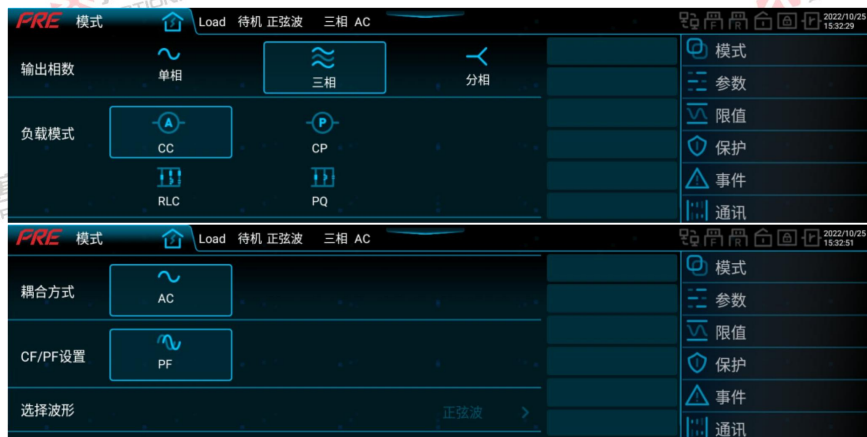 PRE 模式 Load 待机 正弦波 三相 AC F R 2022/10/25
15:32:29
输出相数 单相 三相 分相
负载模式 A CC P CP
RLC PQ
模式
参数
限值
保护
事件
通讯
PRE 模式 Load 待机 正弦波 三相 AC F R 2022/10/25
15:32:51
耦合方式 AC
CF/PF设置 PF
选择波形 正弦波 >
模式
参数
限值
保护
事件
通讯